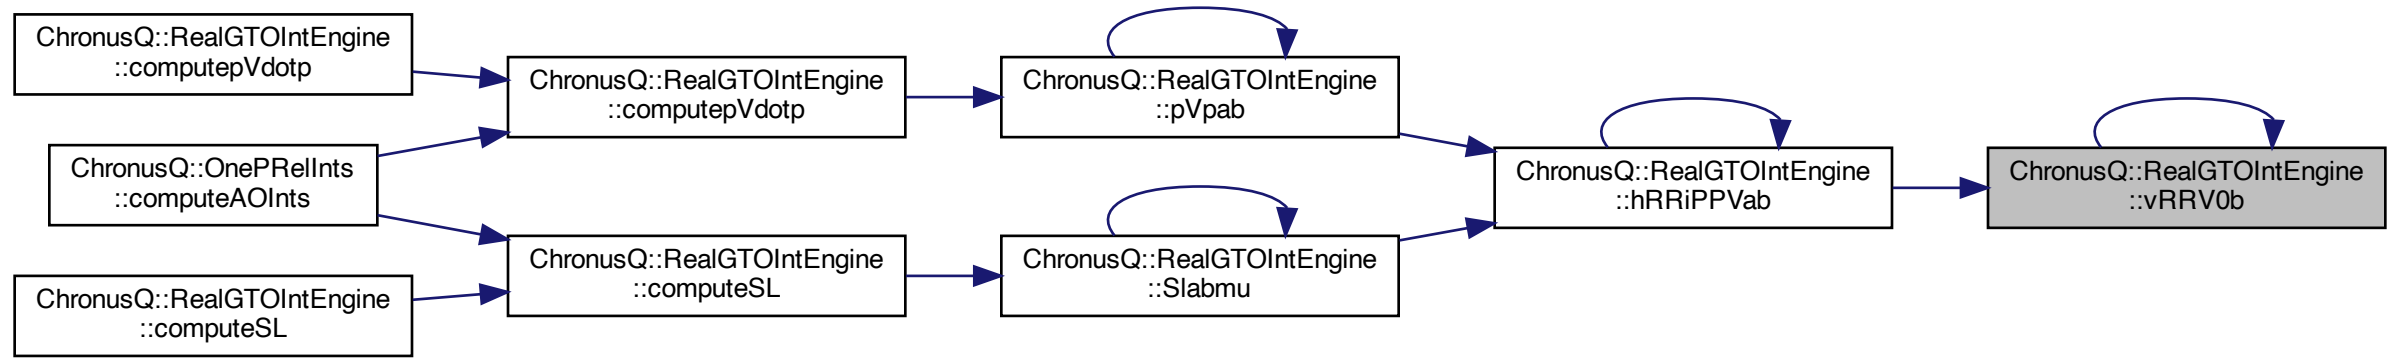 ChronusQ::RealGTOIntEngine
::computepVdotp
ChronusQ::OnePRelInts
::computeAOInts
ChronusQ::RealGTOIntEngine
::computeSL
ChronusQ::RealGTOIntEngine
::computepVdotp
ChronusQ::RealGTOIntEngine
::computeSL
ChronusQ::RealGTOIntEngine
::pVpab
ChronusQ::RealGTOIntEngine
::Slabmu
ChronusQ::RealGTOIntEngine
::hRRiPPVab
ChronusQ::RealGTOIntEngine
::vRRV0b